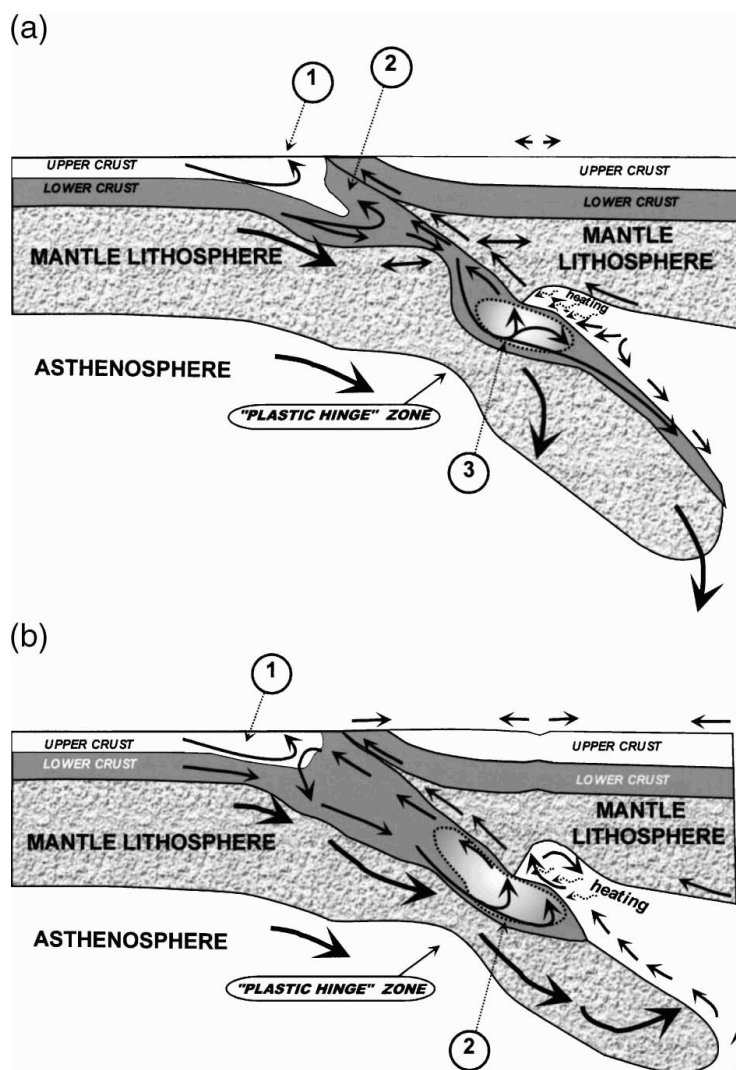 (a)
1
2
UPPER CRUST
UPPER CRUST
LOWER CRUST
LOWER CRUST
MANTLE LITHOSPHERE
MANTLE
LITHOSPHERE
heating
ASTHENOSPHERE
"PLASTIC HINGE" ZONE
3
(b)
1
UPPER CRUST
UPPER CRUST
LOWER CRUST
LOWER CRUST
MANTLE LITHOSPHERE
MANTLE
LITHOSPHERE
heating
ASTHENOSPHERE
"PLASTIC HINGE" ZONE
2